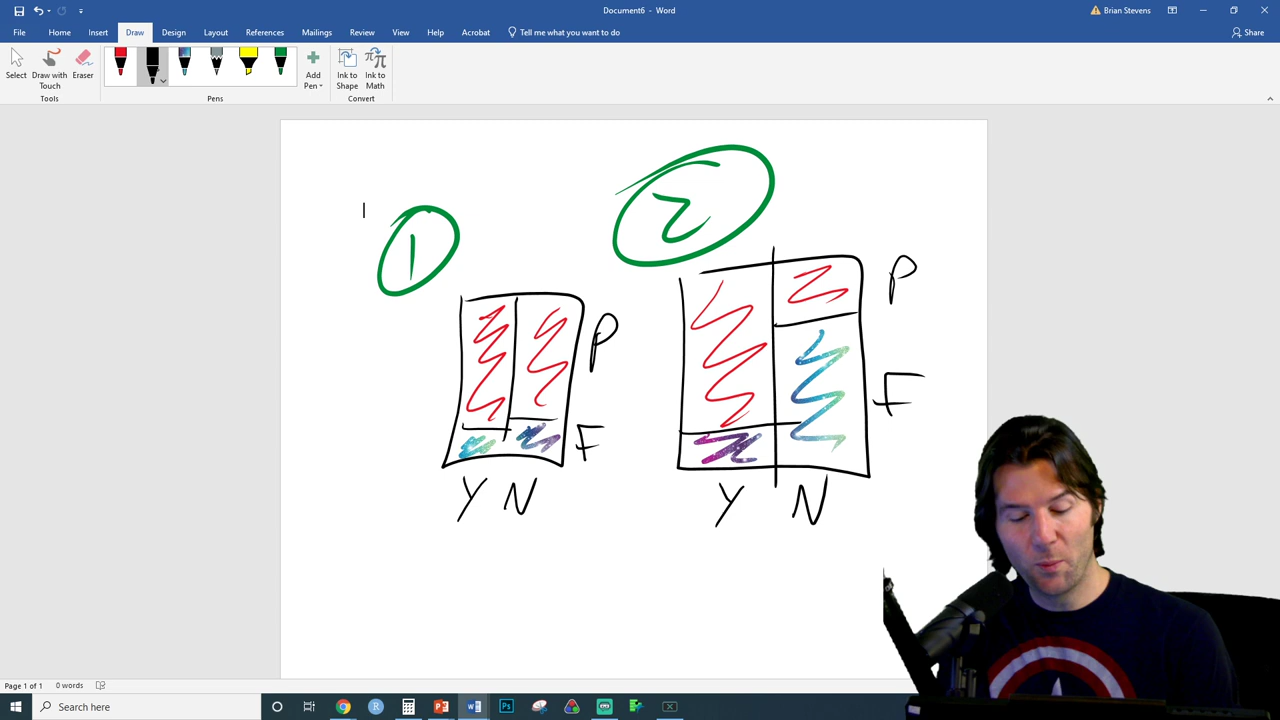 Document6 - Word
Brian Stevens
File Home Insert Draw Design Layout References Mailings Review View Help Acrobat Tell me what you want to do Share
Select Draw with Touch Eraser Add Pen Ink to Shape Ink to Math
Tools Pens Convert
1
2
P
P
F
F
Y N
Y N
Page 1 of 1 0 words
Search here